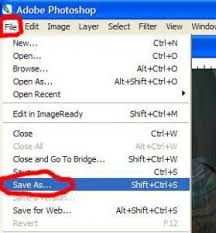 Adobe Photoshop
File Edit Image Layer Select Filter View
New... Ctrl+N
Open... Ctrl+O
Browse... Alt+Ctrl+O
Open As... Alt+Shift+Ctrl+O
Open Recent
Edit in ImageReady Shift+Ctrl+M
Close Ctrl+W
Close All Alt+Ctrl+W
Close and Go To Bridge... Shift+Ctrl+W
Save Ctrl+S
Save As... Shift+Ctrl+S
Save a Version...
Save for Web... Alt+Shift+Ctrl+S
Revert F12